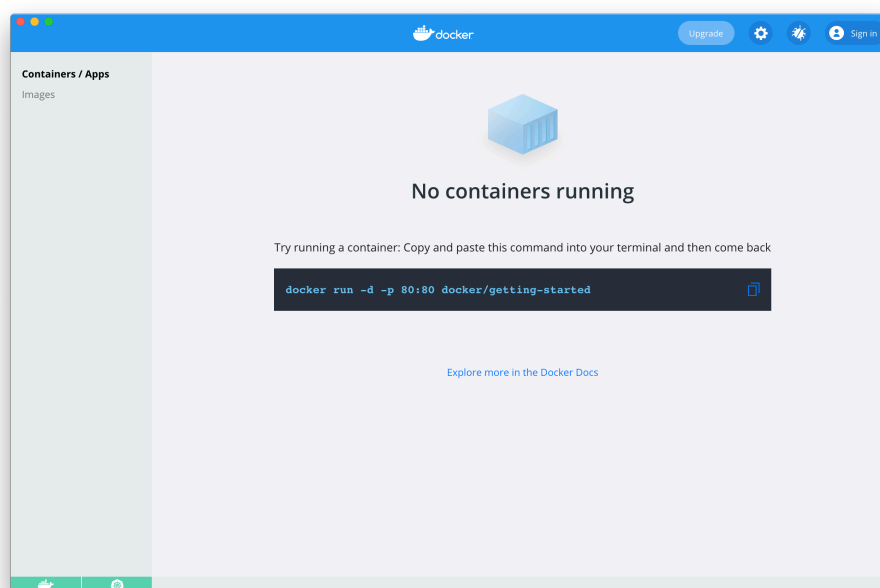 docker
Upgrade
Sign in
Containers / Apps
Images
No containers running
Try running a container: Copy and paste this command into your terminal and then come back
docker run -d -p 80:80 docker/getting-started
Explore more in the Docker Docs